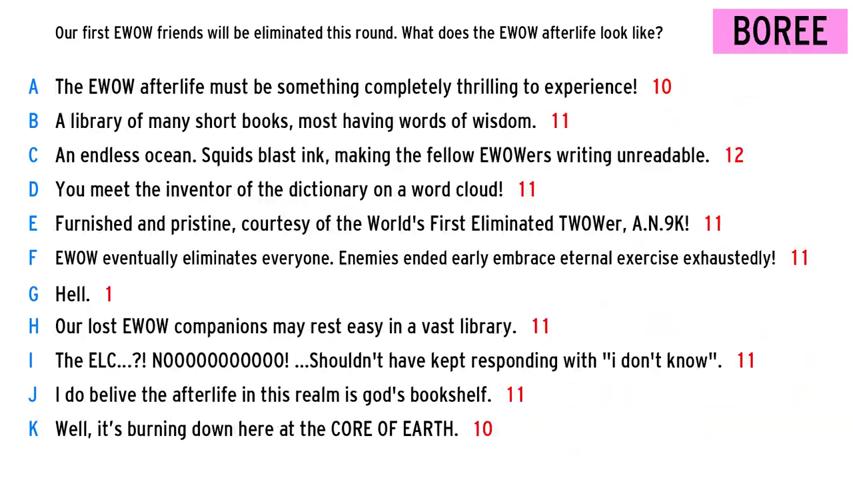 Our first EWOW friends will be eliminated this round. What does the EWOW afterlife look like?
BOREE
A The EWOW afterlife must be something completely thrilling to experience! 10
B A library of many short books, most having words of wisdom. 11
C An endless ocean. Squids blast ink, making the fellow EWOWers writing unreadable. 12
D You meet the inventor of the dictionary on a word cloud! 11
E Furnished and pristine, courtesy of the World's First Eliminated TWOWer, A.N.9K! 11
F EWOW eventually eliminates everyone. Enemies ended early embrace eternal exercise exhaustedly! 11
G Hell. 1
H Our lost EWOW companions may rest easy in a vast library. 11
I The ELC...?! NOOOOOOOOOOO! ...Shouldn't have kept responding with "i don't know". 11
J I do belive the afterlife in this realm is god's bookshelf. 11
K Well, it’s burning down here at the CORE OF EARTH. 10